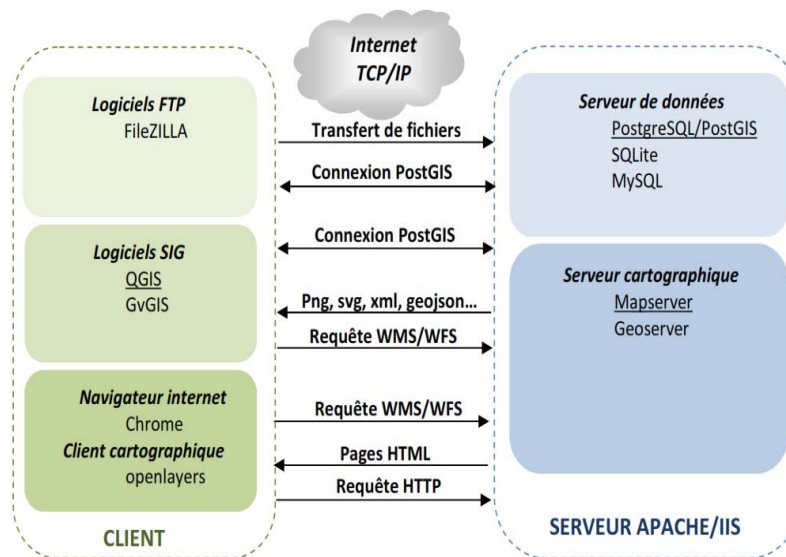 Internet
TCP/IP
Logiciels FTP
FileZILLA
Logiciels SIG
QGIS
GvGIS
Navigateur internet
Chrome
Client cartographique
openlayers
CLIENT
Transfert de fichiers
Connexion PostGIS
Connexion PostGIS
Png, svg, xml, geojson...
Requête WMS/WFS
Requête WMS/WFS
Pages HTML
Requête HTTP
Serveur de données
PostgreSQL/PostGIS
SQLite
MySQL
Serveur cartographique
Mapserver
Geoserver
SERVEUR APACHE/IIS